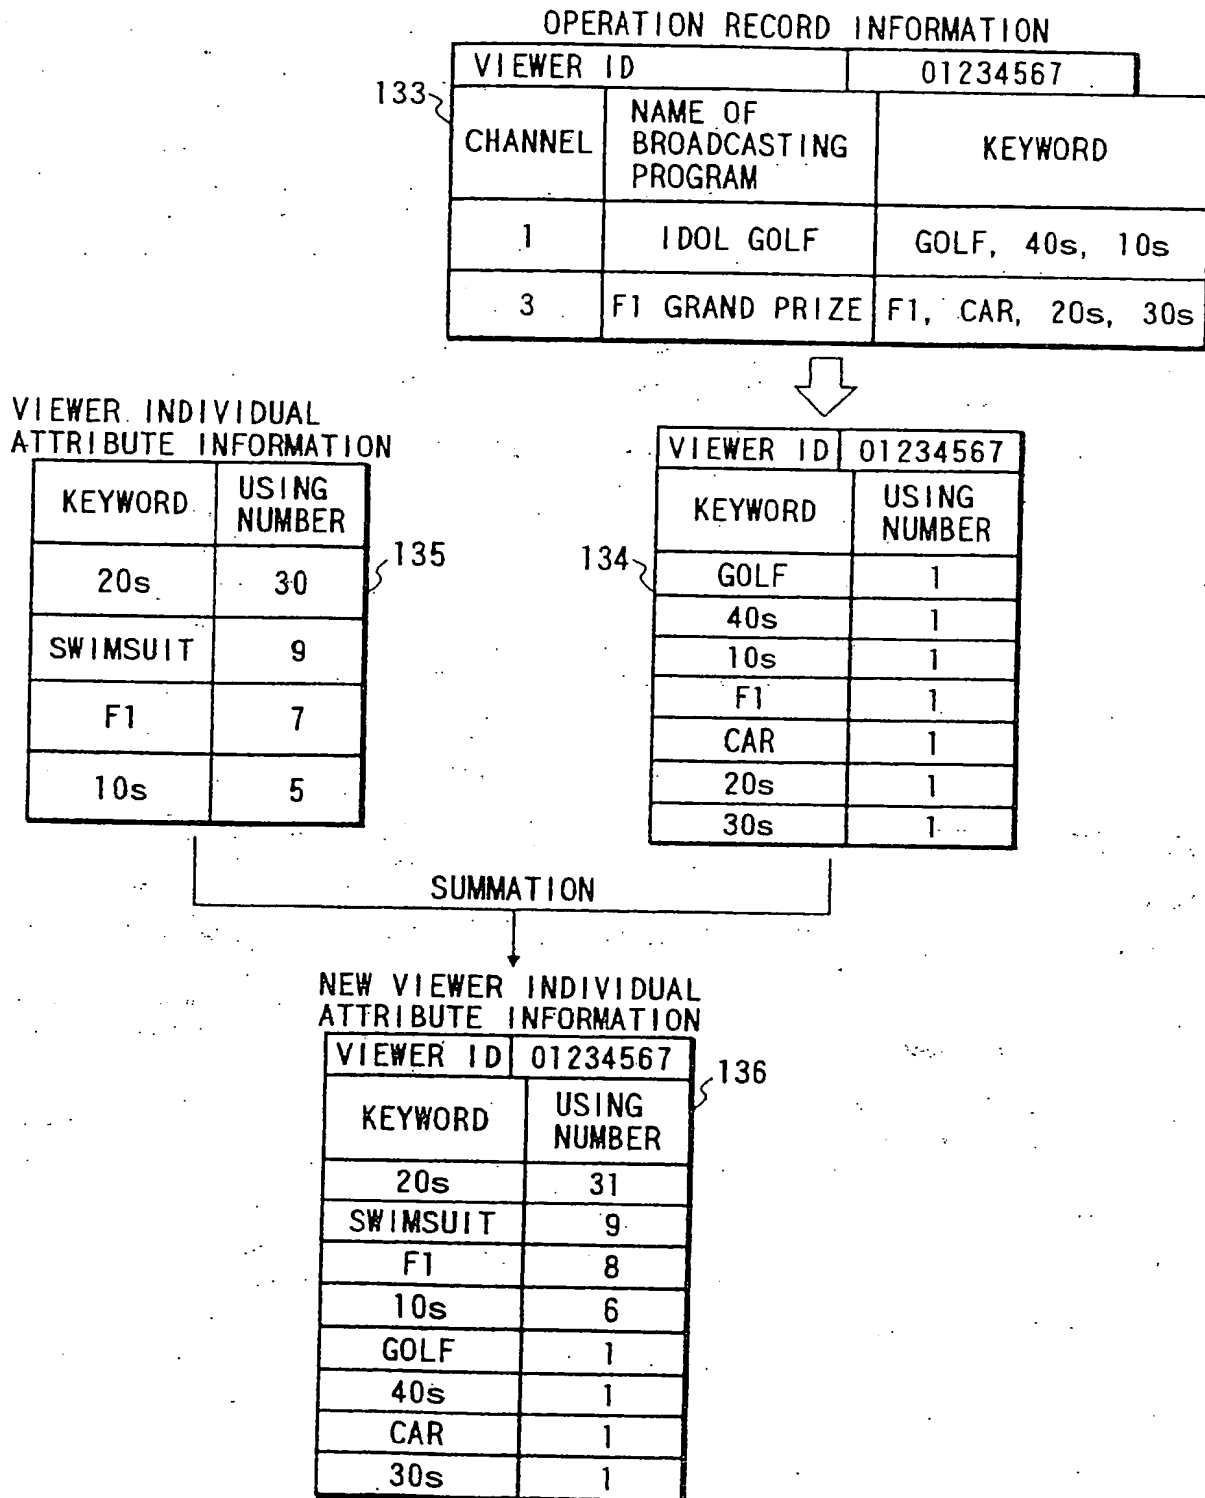 OPERATION RECORD INFORMATION
VIEWER ID 01234567
133
CHANNEL
NAME OF
BROADCASTING
PROGRAM
KEYWORD
1 IDOL GOLF GOLF, 40s, 10s
3 F1 GRAND PRIZE F1, CAR, 20s, 30s
VIEWER INDIVIDUAL
ATTRIBUTE INFORMATION
KEYWORD
USING
NUMBER
135
20s 30
SWIMSUIT 9
F1 7
10s 5
VIEWER ID 01234567
KEYWORD
USING
NUMBER
134
GOLF 1
40s 1
10s 1
F1 1
CAR 1
20s 1
30s 1
SUMMATION
NEW VIEWER INDIVIDUAL
ATTRIBUTE INFORMATION
VIEWER ID 01234567
136
KEYWORD
USING
NUMBER
20s 31
SWIMSUIT 9
F1 8
10s 6
GOLF 1
40s 1
CAR 1
30s 1